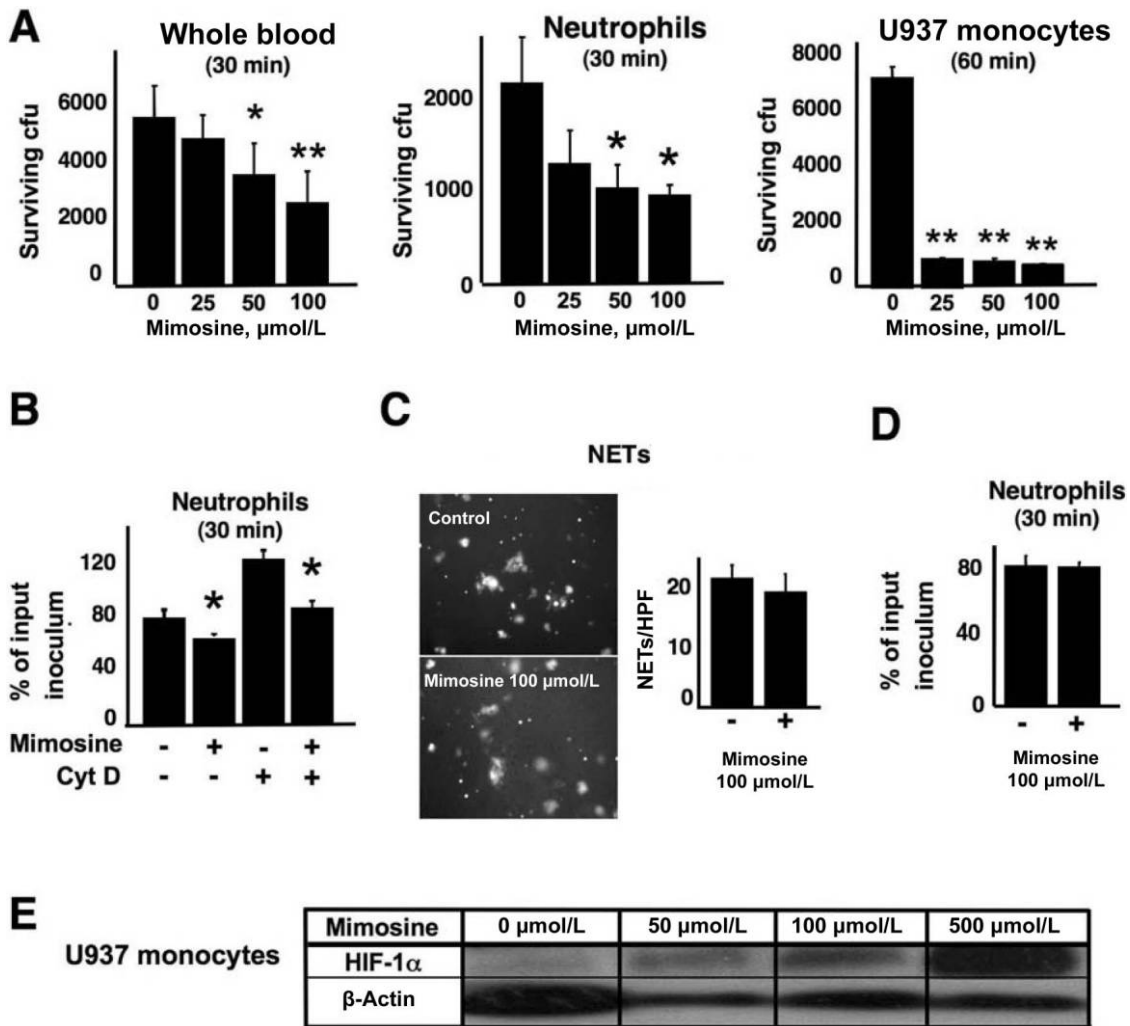 A
Whole blood
(30 min)
Surviving cfu
6000
4000
2000
0
*
**
0 25 50 100
Mimosine, µmol/L
Neutrophils
(30 min)
Surviving cfu
2000
1000
0
*
*
0 25 50 100
Mimosine, µmol/L
U937 monocytes
(60 min)
Surviving cfu
8000
6000
4000
2000
0
** ** **
0 25 50 100
Mimosine, µmol/L
B
Neutrophils
(30 min)
% of input
inoculum
120
80
40
0
*
*
Mimosine - + - +
Cyt D - - + +
C
NETs
Control
Mimosine 100 µmol/L
NETs/HPF
20
10
0
- +
Mimosine
100 µmol/L
D
Neutrophils
(30 min)
% of input
inoculum
80
40
0
- +
Mimosine
100 µmol/L
E
U937 monocytes
Mimosine 0 µmol/L 50 µmol/L 100 µmol/L 500 µmol/L
HIF-1α
β-Actin